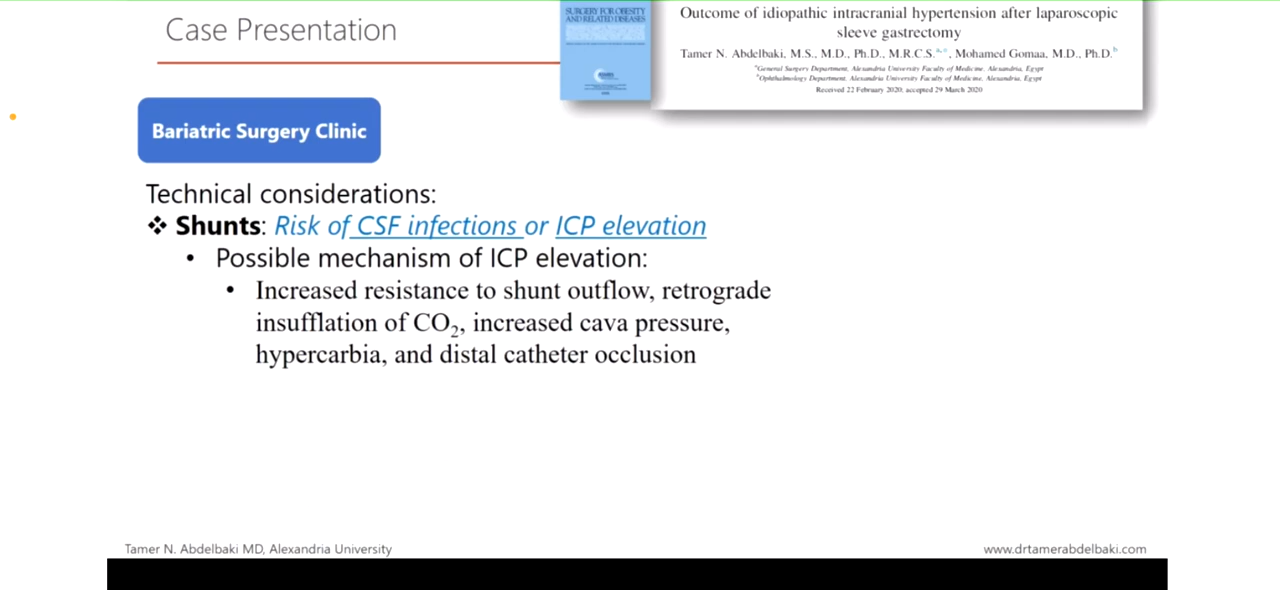 Case Presentation
SURGERY FOR OBESITY
AND RELATED DISEASES
Outcome of idiopathic intracranial hypertension after laparoscopic
sleeve gastrectomy
Tamer N. Abdelbaki, M.S., M.D., Ph.D., M.R.C.S.a,*, Mohamed Gomaa, M.D., Ph.D.b
aGeneral Surgery Department, Alexandria University Faculty of Medicine, Alexandria, Egypt
bOphthalmology Department, Alexandria University Faculty of Medicine, Alexandria, Egypt
Received 22 February 2020; accepted 29 March 2020
Bariatric Surgery Clinic
Technical considerations:
❖ Shunts: Risk of CSF infections or ICP elevation
• Possible mechanism of ICP elevation:
• Increased resistance to shunt outflow, retrograde
insufflation of CO₂, increased cava pressure,
hypercarbia, and distal catheter occlusion
Tamer N. Abdelbaki MD, Alexandria University
www.drtamerabdelbaki.com